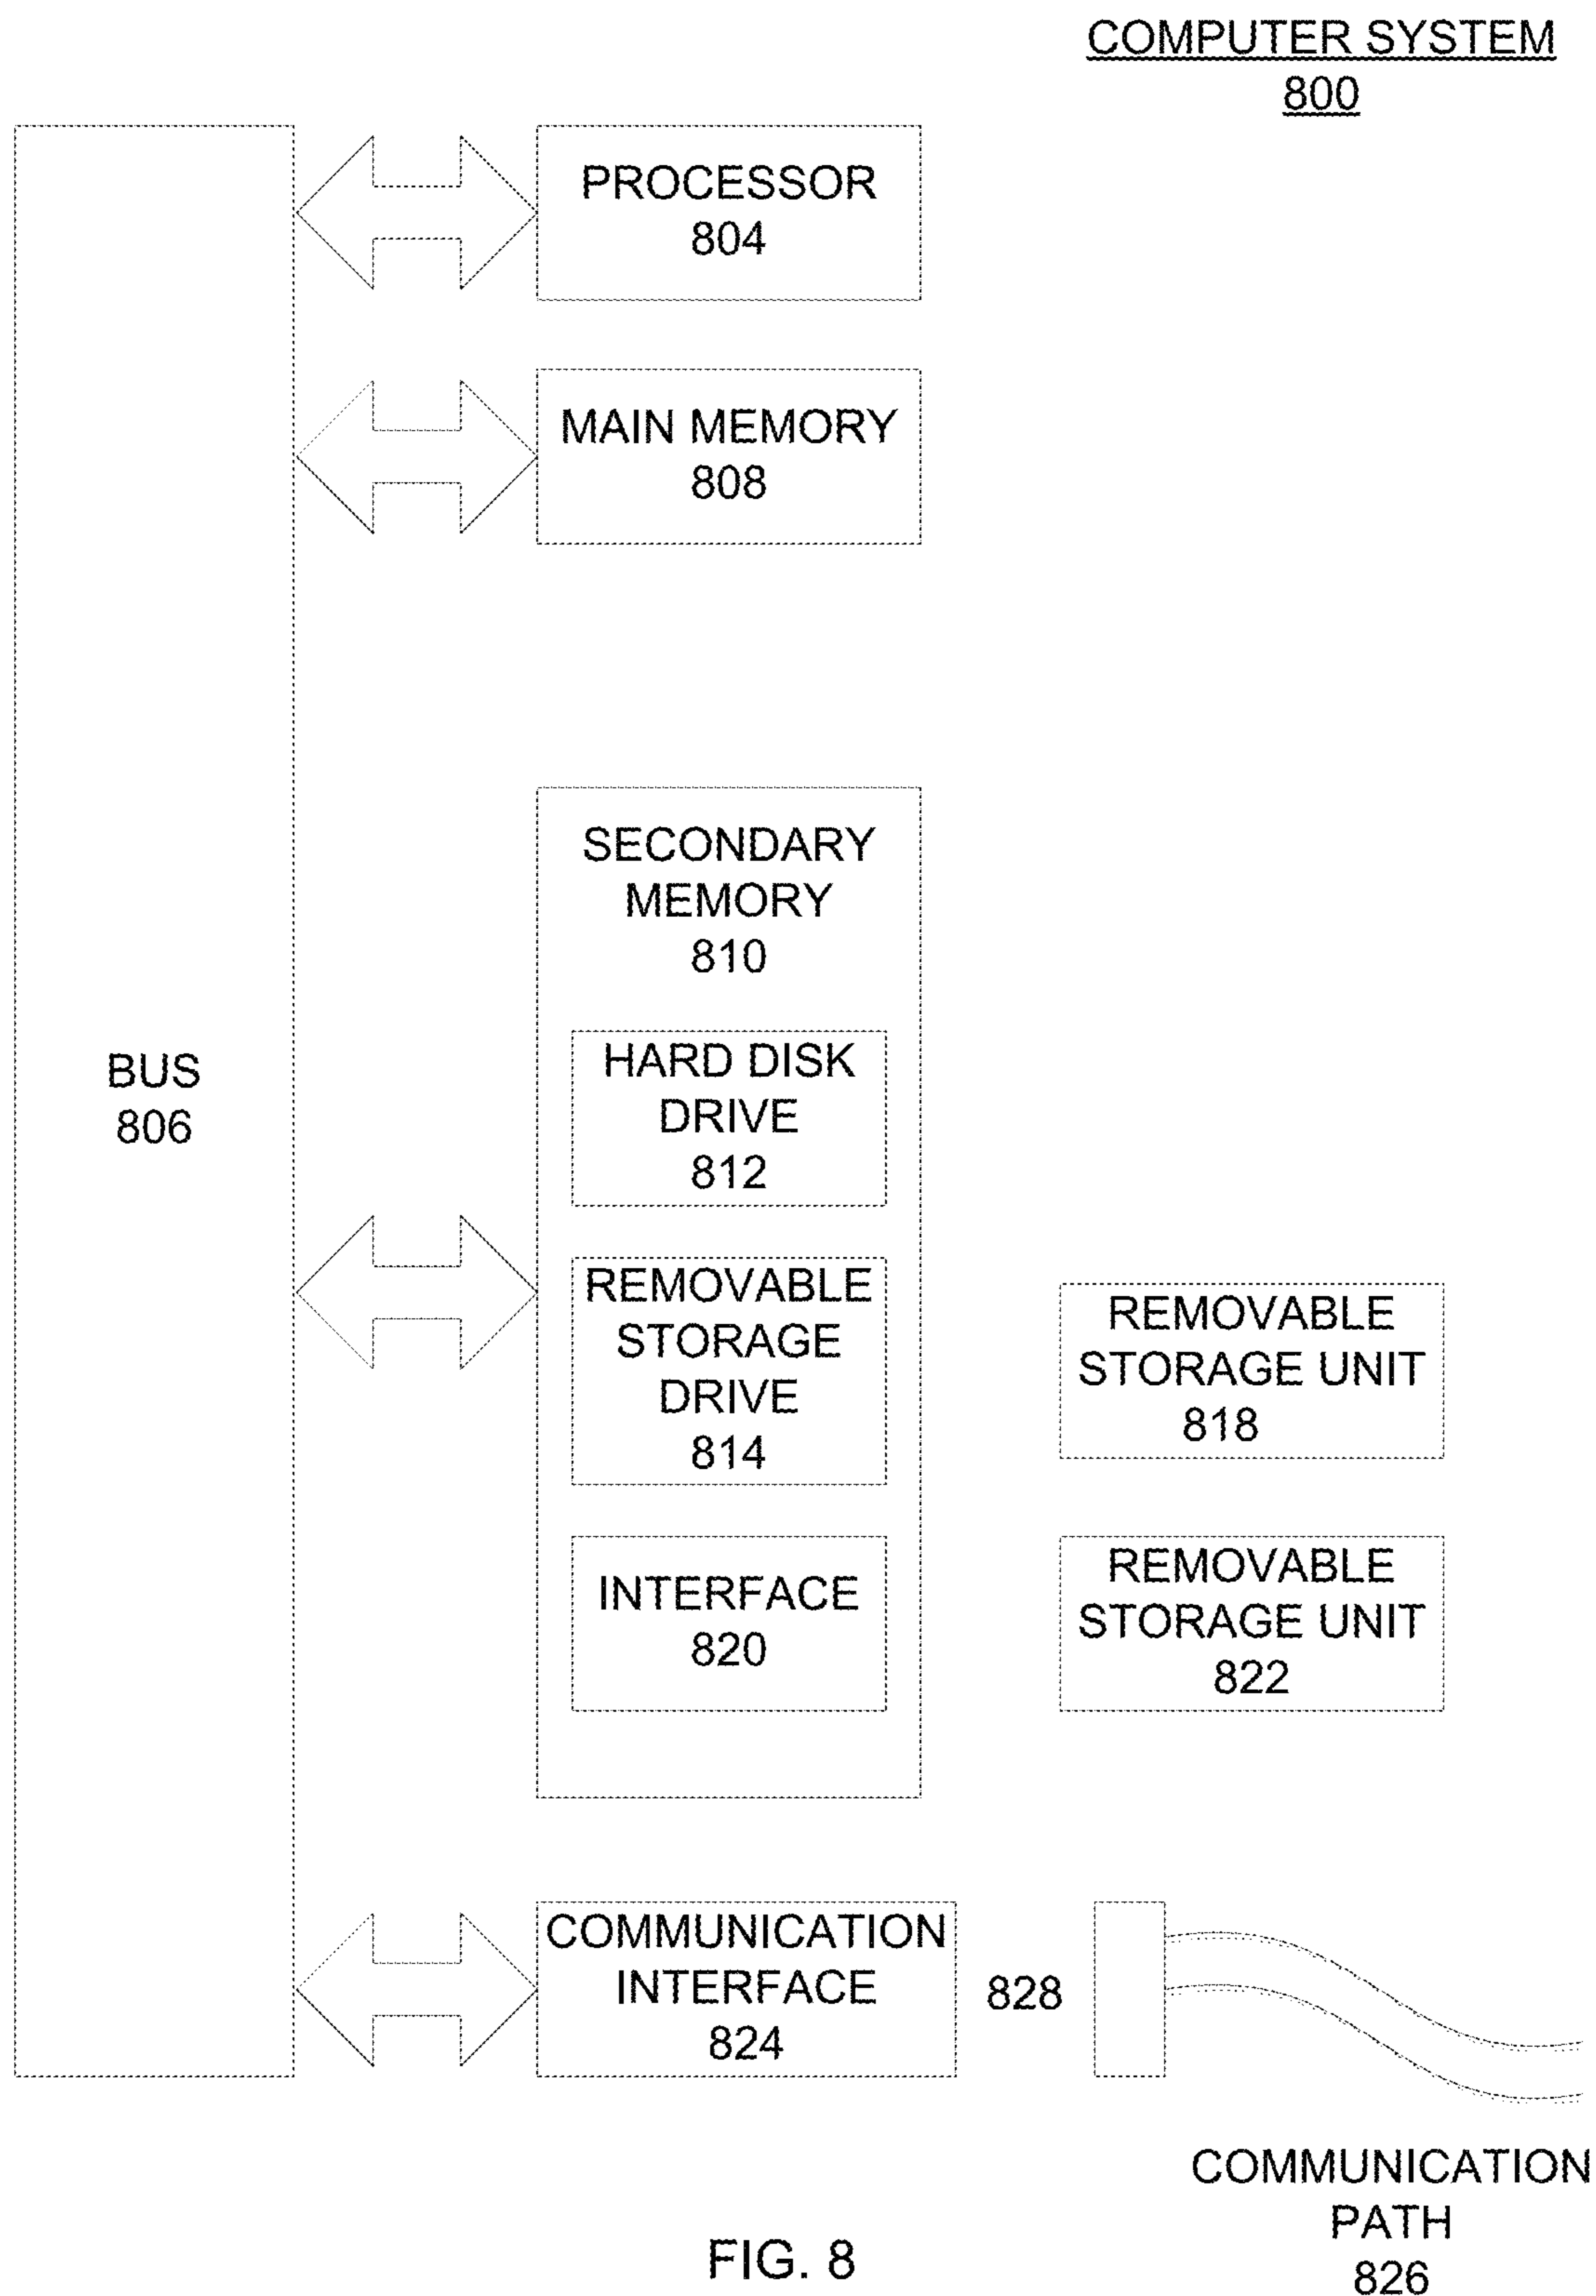 COMPUTER SYSTEM
800
PROCESSOR
804
MAIN MEMORY
808
SECONDARY
MEMORY
810
BUS
806
HARD DISK
DRIVE
812
REMOVABLE
STORAGE
DRIVE
814
REMOVABLE
STORAGE UNIT
818
INTERFACE
820
REMOVABLE
STORAGE UNIT
822
COMMUNICATION
INTERFACE
824
828
COMMUNICATION
PATH
826
FIG. 8